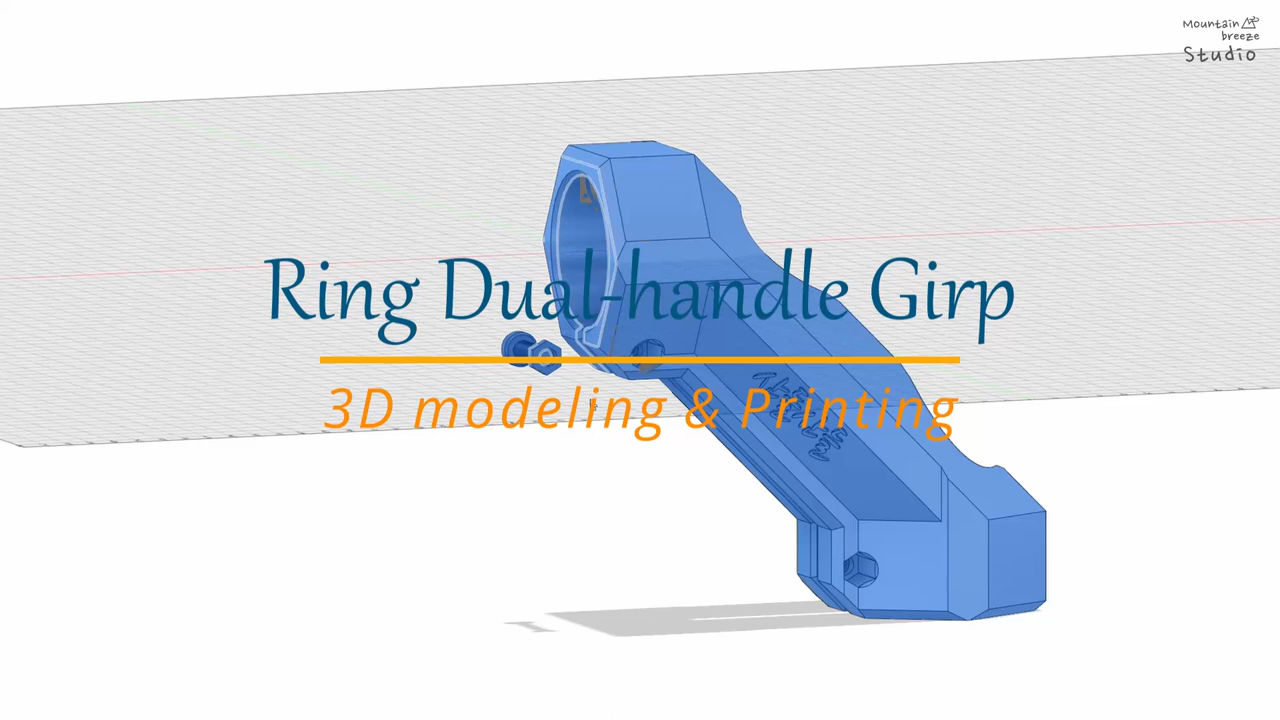 Mountain
breeze
Studio
Ring Dual-handle Girp
3D modeling & Printing